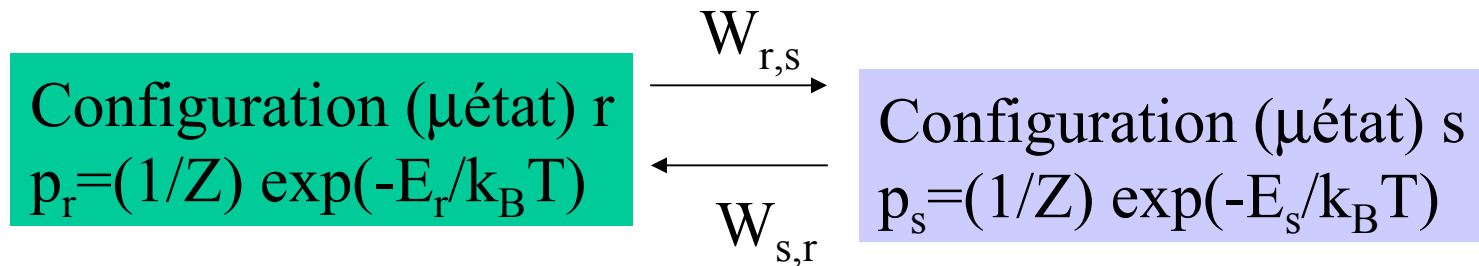 W_{r,s}
Configuration (μétat) r
p_r=(1/Z) exp(-E_r/k_BT)
Configuration (μétat) s
p_s=(1/Z) exp(-E_s/k_BT)
W_{s,r}